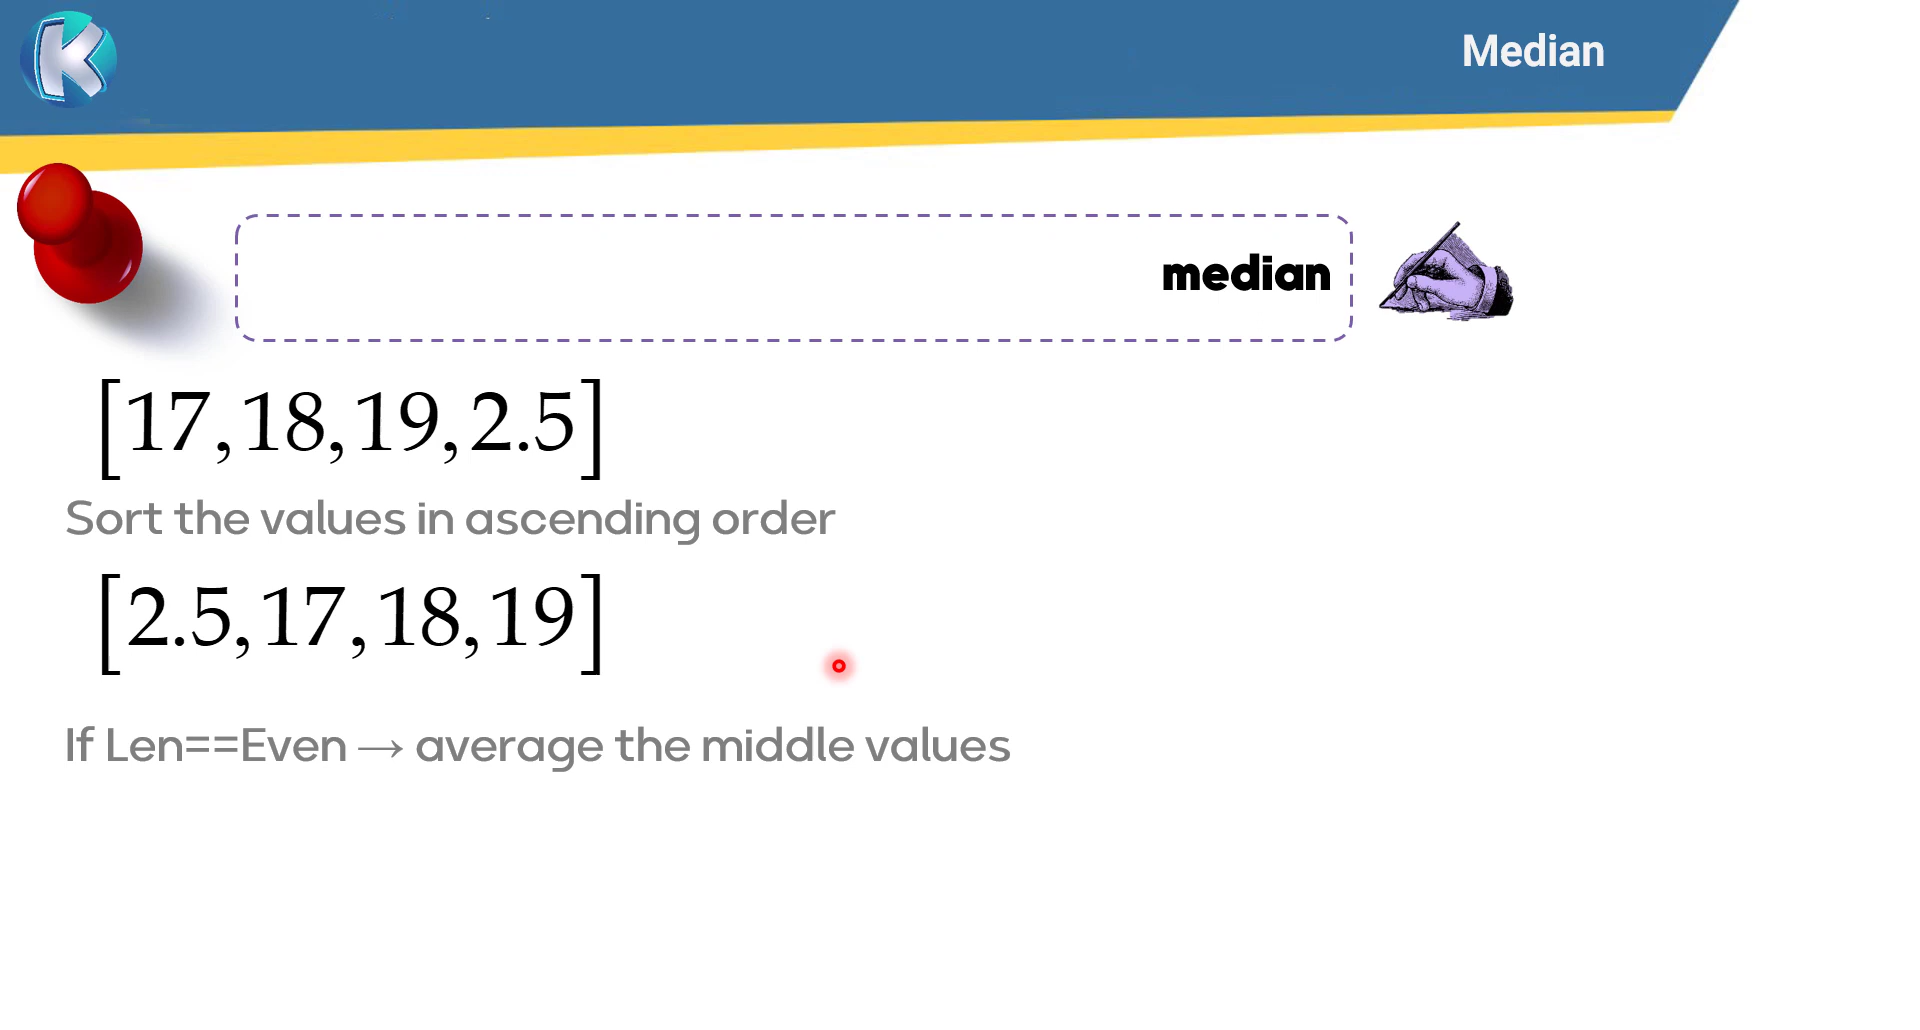 K
Median
median
[17,18,19,2.5]
Sort the values in ascending order
[2.5,17,18,19]
If Len==Even → average the middle values